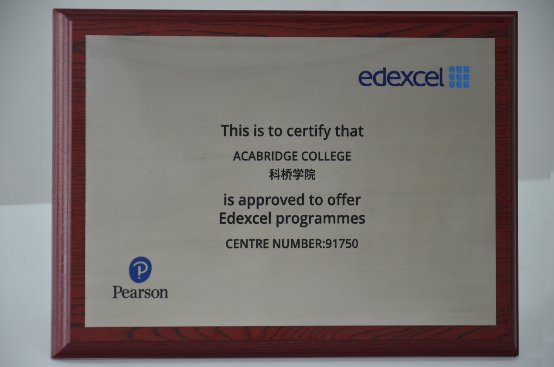 edexcel
This is to certify that
ACABRIDGE COLLEGE
科桥学院
is approved to offer
Edexcel programmes
CENTRE NUMBER:91750
Pearson